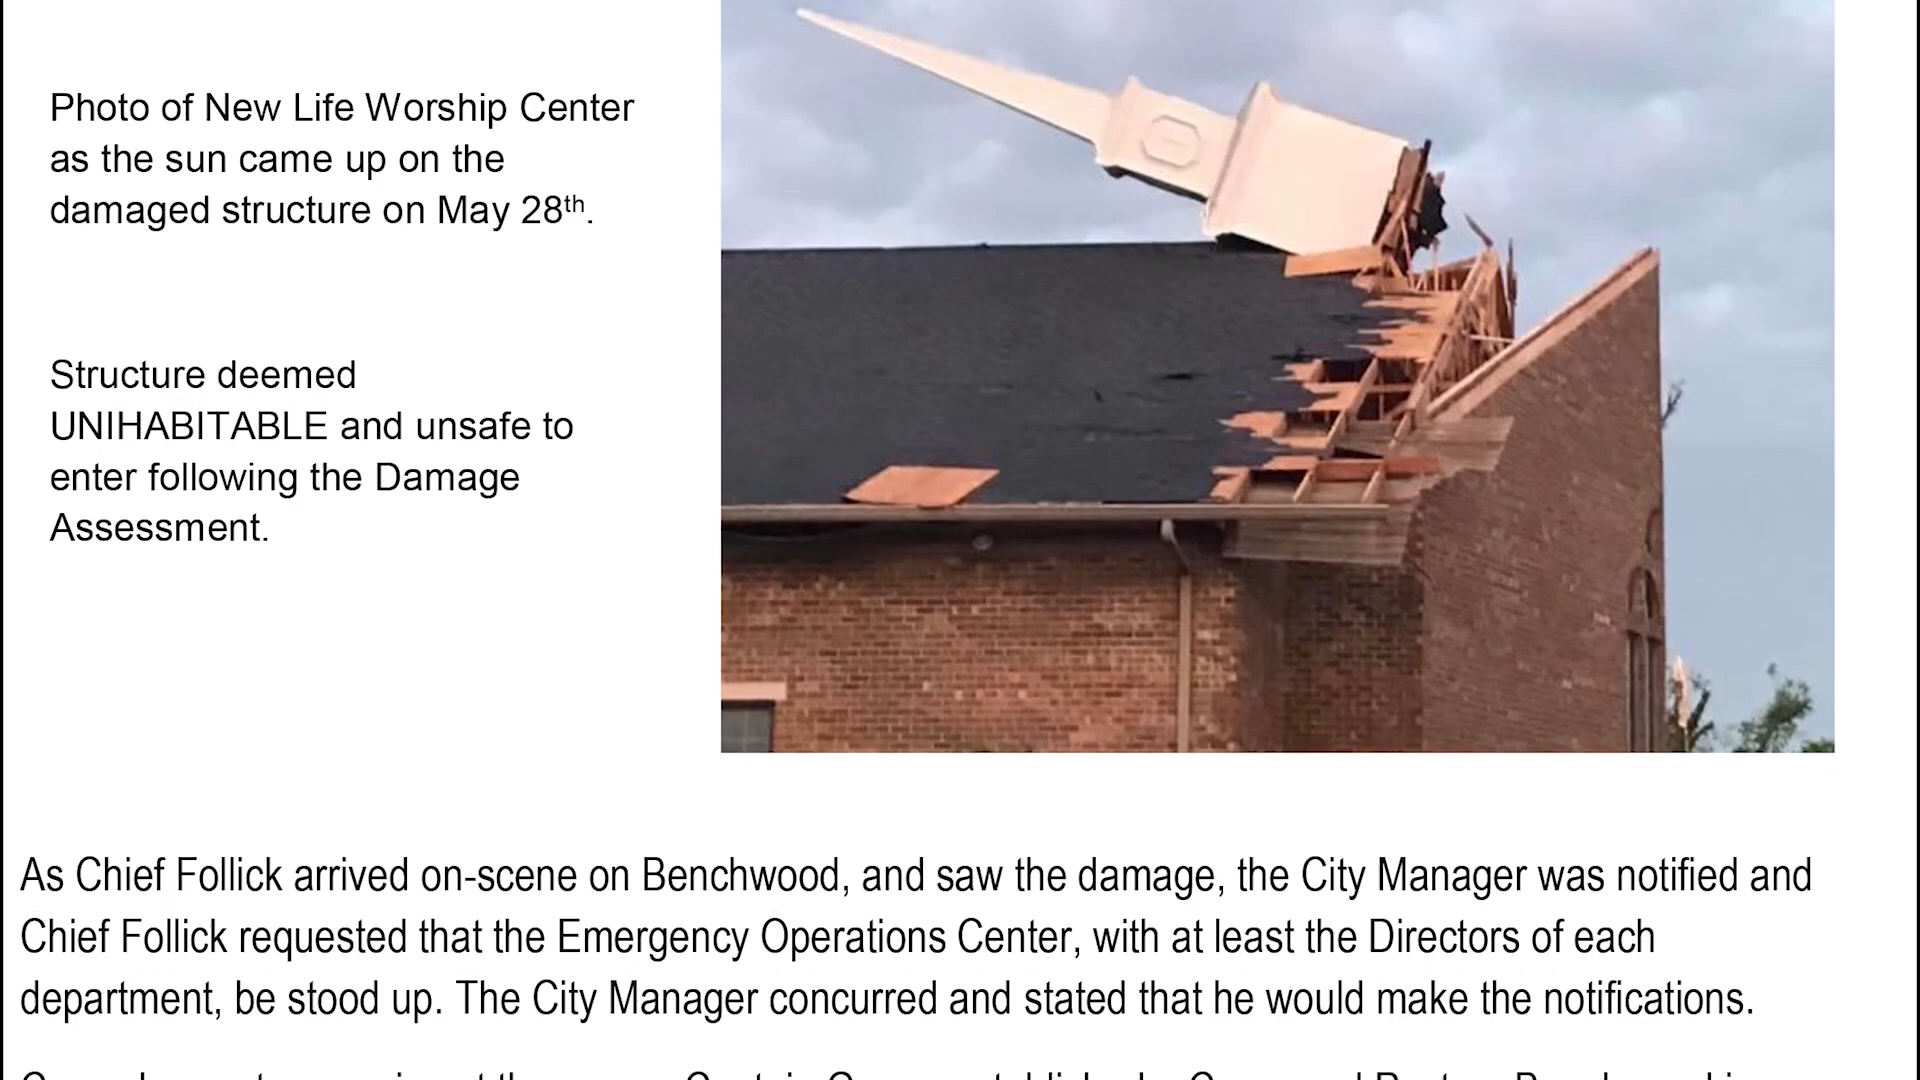 Photo of New Life Worship Center
as the sun came up on the
damaged structure on May 28th.
Structure deemed
UNIHABITABLE and unsafe to
enter following the Damage
Assessment.
As Chief Follick arrived on-scene on Benchwood, and saw the damage, the City Manager was notified and
Chief Follick requested that the Emergency Operations Center, with at least the Directors of each
department, be stood up. The City Manager concurred and stated that he would make the notifications.